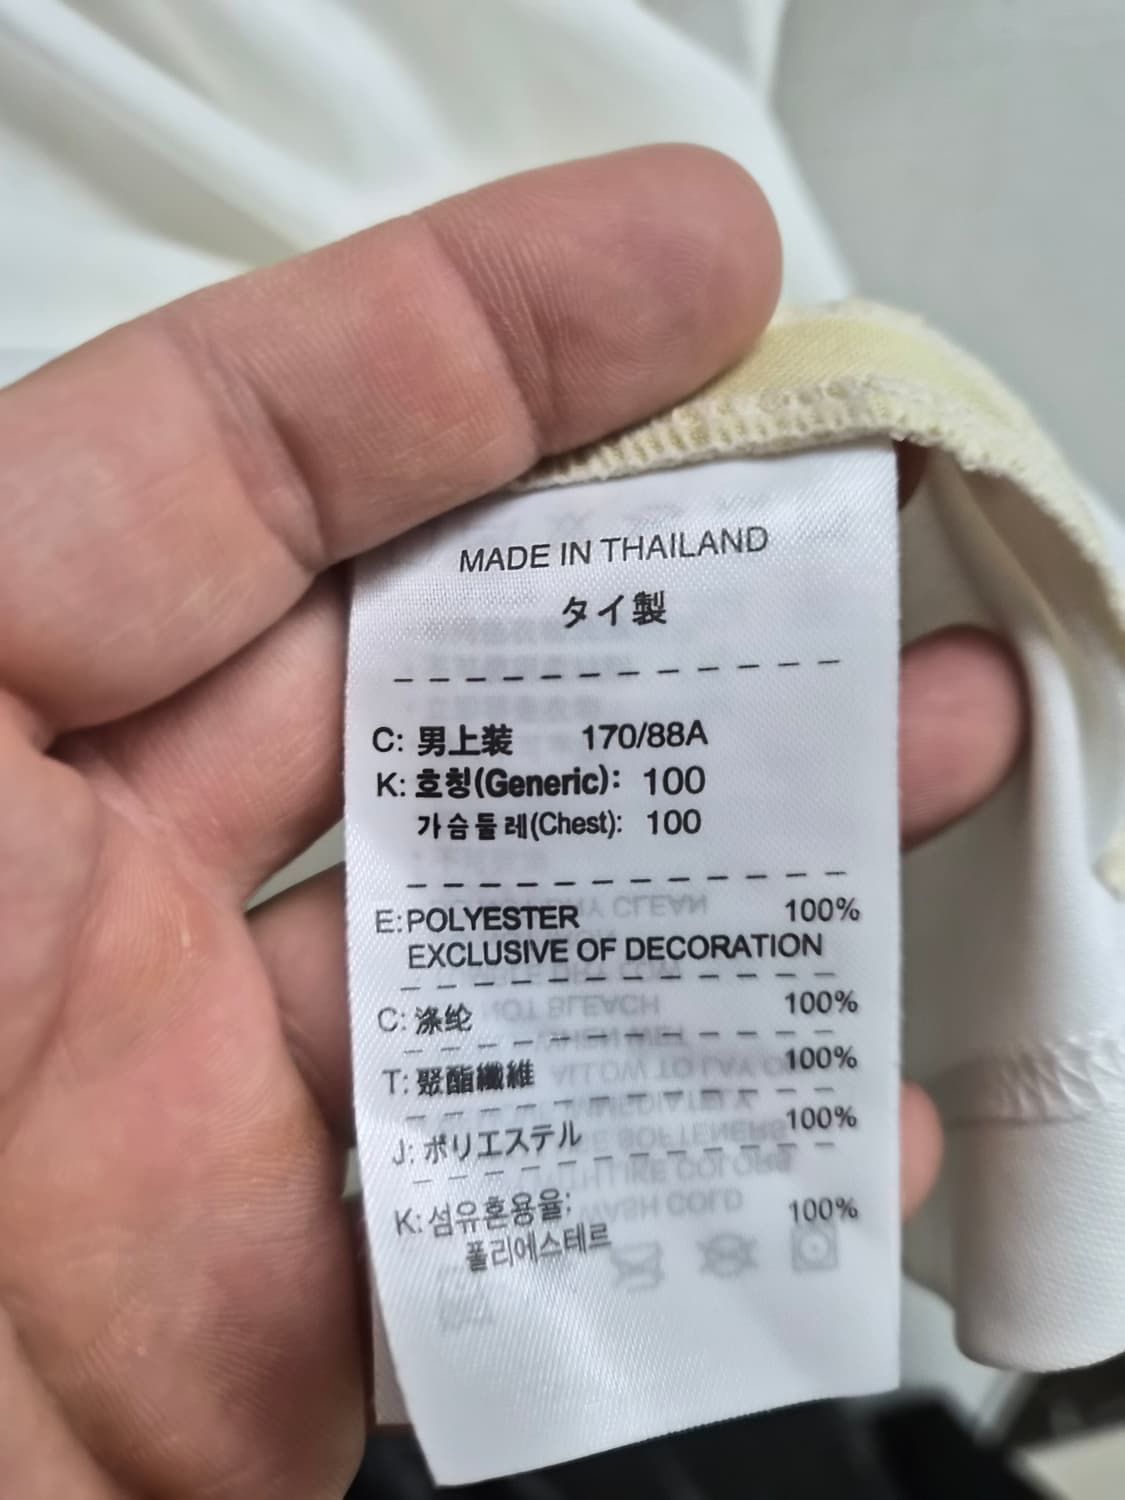 MADE IN THAILAND
タイ製
C: 男上装 170/88A
K: 호칭(Generic): 100
가슴둘레(Chest): 100
E: POLYESTER 100%
EXCLUSIVE OF DECORATION
C: 涤纶 100%
T: 聚酯纖維 100%
J: ポリエステル 100%
K: 섬유혼용율: 100%
폴리에스테르